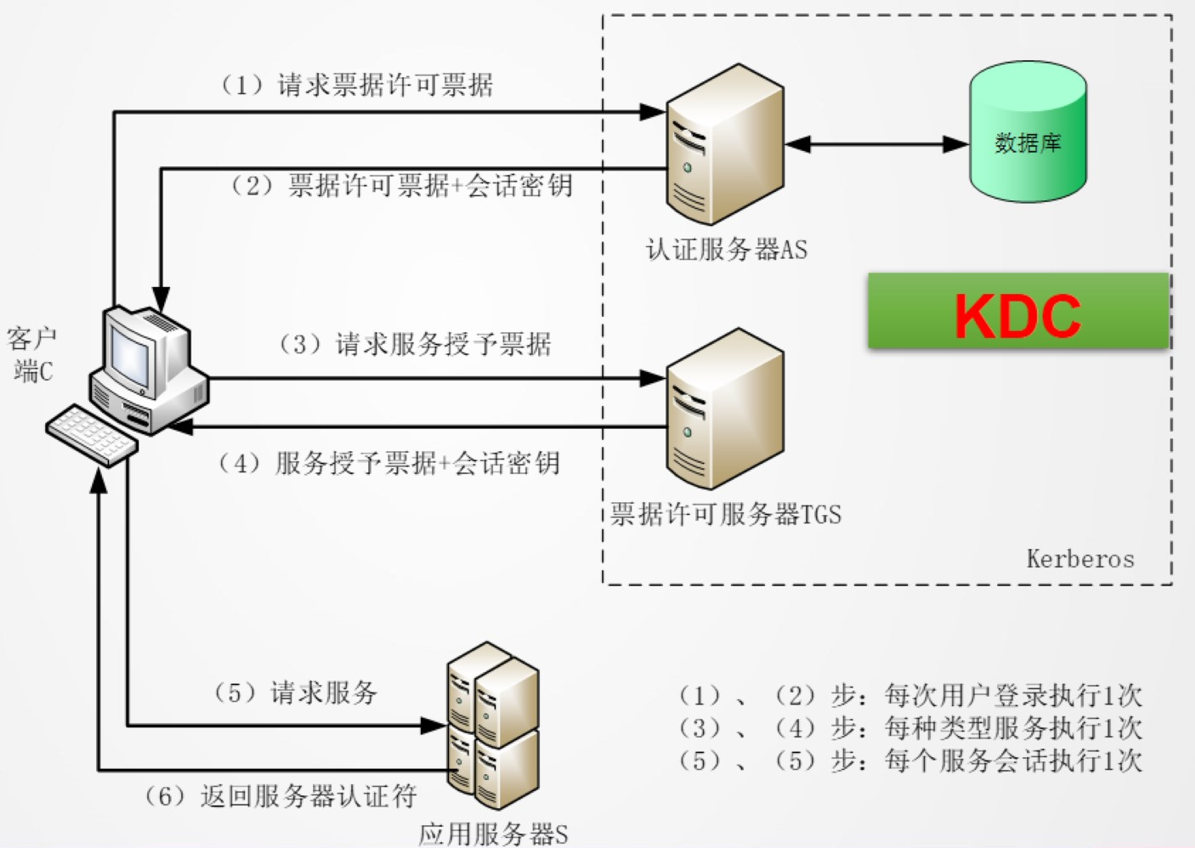 (1)请求票据许可票据
(2)票据许可票据+会话密钥
数据库
认证服务器AS
KDC
客户
端C
(3)请求服务授予票据
(4)服务授予票据+会话密钥
票据许可服务器TGS
Kerberos
(5)请求服务
(6)返回服务器认证符
应用服务器S
(1)、(2)步：每次用户登录执行1次
(3)、(4)步：每种类型服务执行1次
(5)、(5)步：每个服务会话执行1次